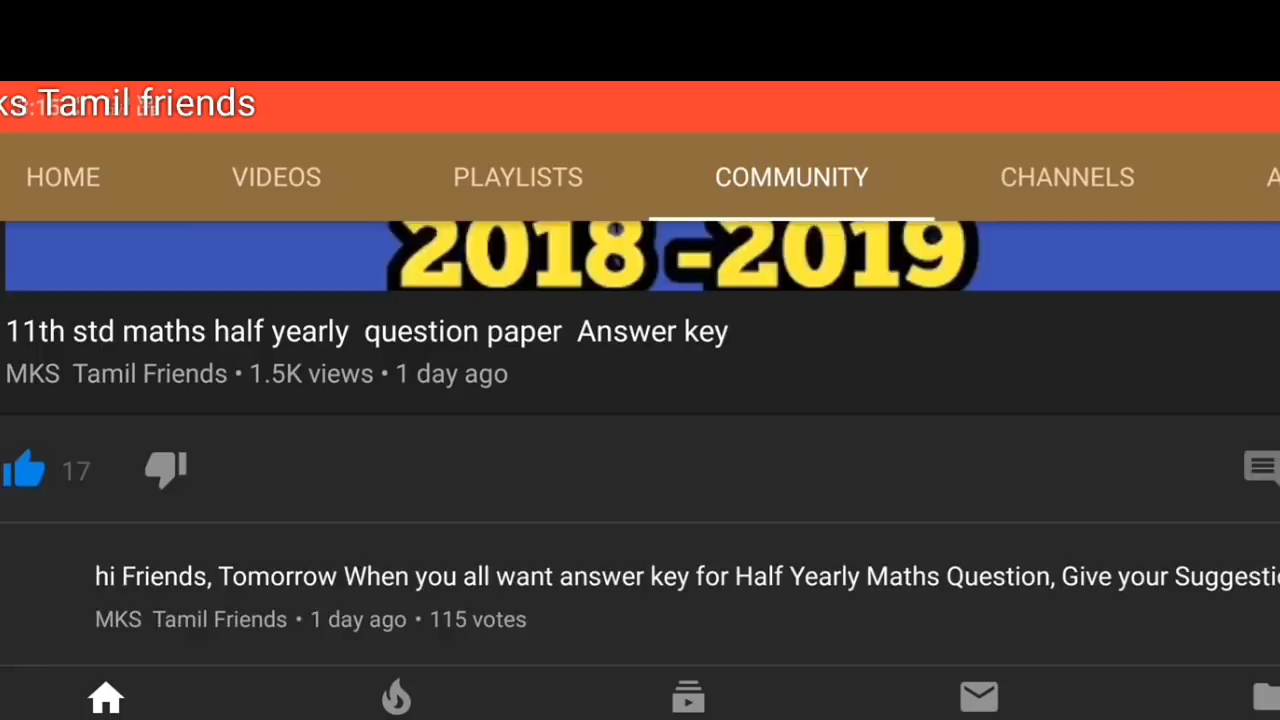 ks Tamil friends
HOME VIDEOS PLAYLISTS COMMUNITY CHANNELS A
2018 -2019
11th std maths half yearly question paper Answer key
MKS Tamil Friends • 1.5K views • 1 day ago
17
hi Friends, Tomorrow When you all want answer key for Half Yearly Maths Question, Give your Suggesti
MKS Tamil Friends • 1 day ago • 115 votes